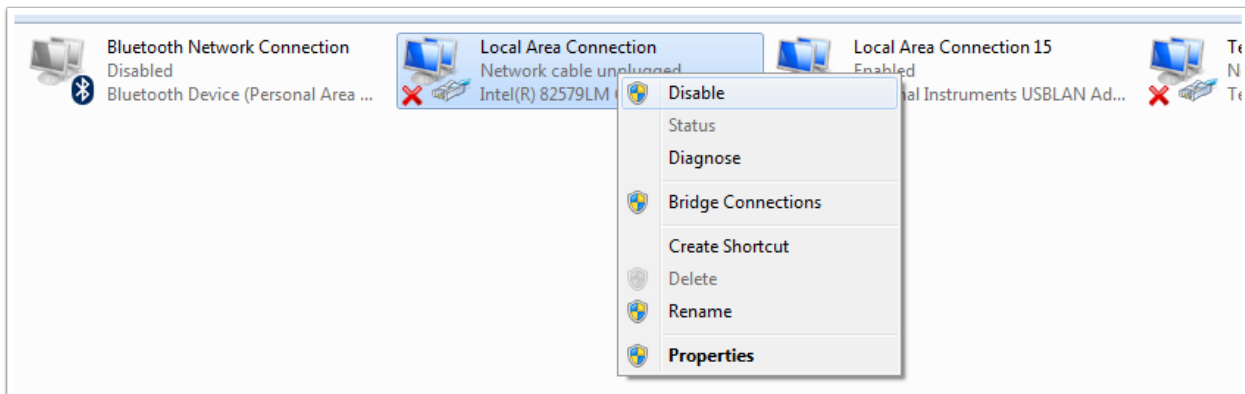 Bluetooth Network Connection
Disabled
Bluetooth Device (Personal Area ...
Local Area Connection
Network cable unplugged
Intel(R) 82579LM
Local Area Connection 15
Enabled
Instruments USBLAN Ad...
Disable
Status
Diagnose
Bridge Connections
Create Shortcut
Delete
Rename
Properties